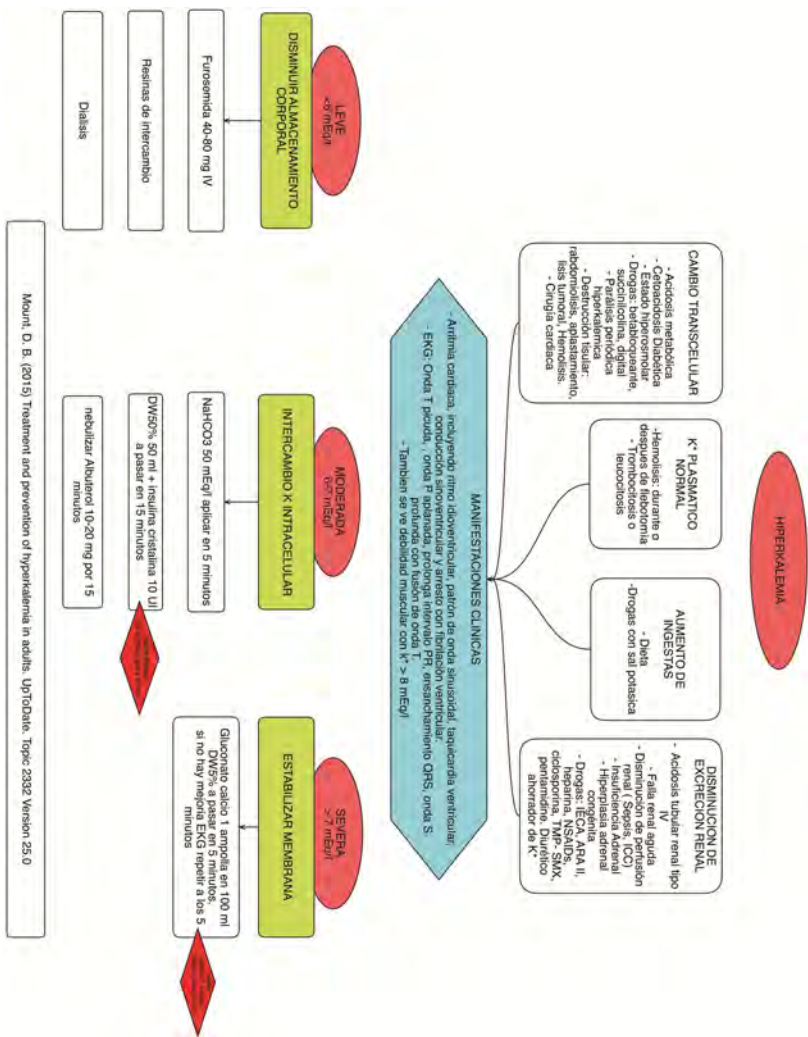 HIPERKALEMIA
CAMBIO TRANSCELULAR
- Acidosis metabólica
- Cetoacidosis Diabética
- Estado hiperosmolar
- Drogas: betabloqueante,
succinilcolina, digital
- Parálisis periódica
hiperkalemica
- Destrucción tisular:
rabdomiolisis, aplastamiento,
lisis tumoral, Hemolisis.
- Cirugía cardiaca
K⁺ PLASMATICO
NORMAL
-Hemolisis: durante o
despues de flebotomia
- Trombocitosis o
leucocitosis
AUMENTO DE
INGESTAS
- Dieta
-Drogas con sal potasica
DISMINUCION DE
EXCRECIÓN RENAL
- Acidosis tubular renal tipo
IV
- Falla renal aguda
- Disminución de perfusión
renal ( Sepsis, ICC)
- Insuficiencia Adrenal
- Hiperplasia adrenal
congénita
- Drogas: IECA, ARA II,
heparina, NSAIDs,
ciclosporina, TMP- SMX,
pentamidine, Diurético
ahorrador de K⁺
MANIFESTACIONES CLINICAS
- Arritmia cardiaca, incluyendo ritmo idioventricular, patrón de onda sinusoidal, taquicardia ventricular,
conducción sinoventricular y arresto con fibrilación ventricular.
- EKG: Onda T picuda, , onda P aplanada, prolonga intervalo PR, ensanchamiento QRS, onda S
profunda con fusión de onda T.
- Tambien se ve debilidad muscular con K⁺ > 8 mEq/l
LEVE
<6 mEq/l
DISMINUIR ALMACENAMIENTO
CORPORAL
Furosemida 40-80 mg IV
Resinas de intercambio
Dialisis
MODERADA
6-7 mEq/l
INTERCAMBIO K INTRACELULAR
NaHCO3 50 mEq/l aplicar en 5 minutos
DW50% 50 ml + insulina cristalina 10 UI
a pasar en 15 minutos
nebulizar Albuterol 10-20 mg por 15
minutos
SEVERA
> 7 mEq/l
ESTABILIZAR MEMBRANA
Gluconato calcio 1 ampolla en 100 ml
DW5% a pasar en 5 minutos,
si no hay mejoria EKG repetir a los 5
minutos
Mount, D. B. (2015) Treatment and prevention of hyperkalemia in adults. UpToDate. Topic 2332 Version 25.0